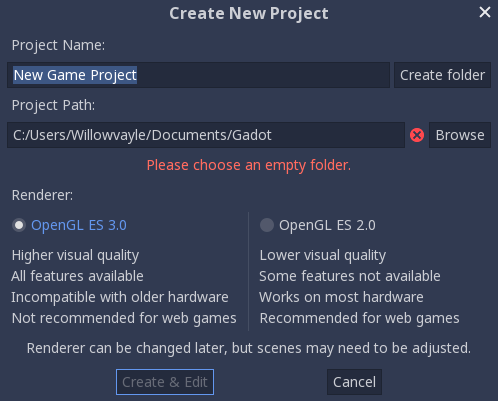 Create New Project
Project Name:
New Game Project Create folder
Project Path:
C:/Users/Willowvayle/Documents/Gadot Browse
Please choose an empty folder.
Renderer:
OpenGL ES 3.0 OpenGL ES 2.0
Higher visual quality Lower visual quality
All features available Some features not available
Incompatible with older hardware Works on most hardware
Not recommended for web games Recommended for web games
Renderer can be changed later, but scenes may need to be adjusted.
Create & Edit Cancel